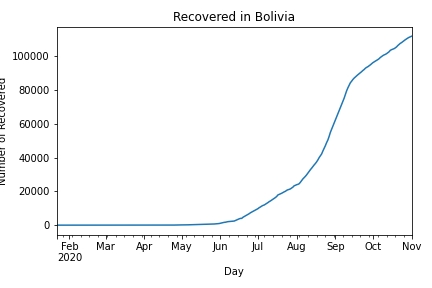 Recovered in Bolivia
Number of Recovered
100000
80000
60000
40000
20000
0
Feb Mar Apr May Jun Jul Aug Sep Oct Nov
2020
Day